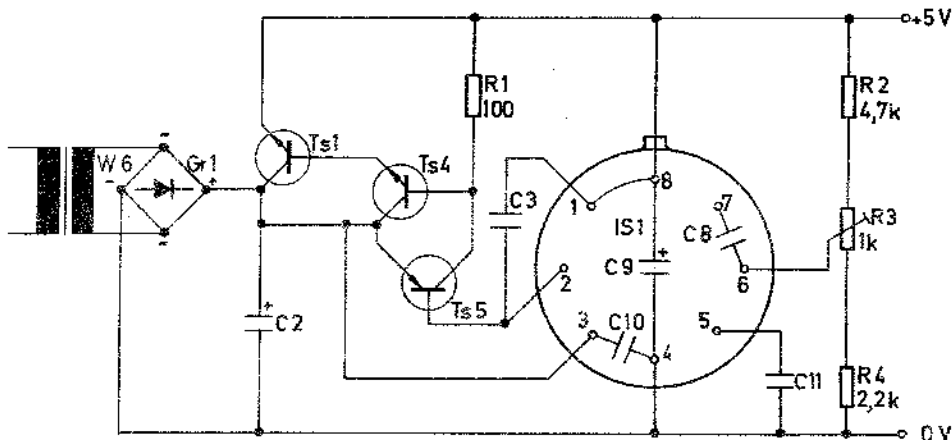 +5V
R1
100
R2
4,7k
Ts1
W6
Gr1
-
+
Ts4
C3
1
8
7
IS1
C8
R3
1k
C9
+
2
6
Ts5
+
C2
3
C10
4
5
C11
R4
2,2k
0V